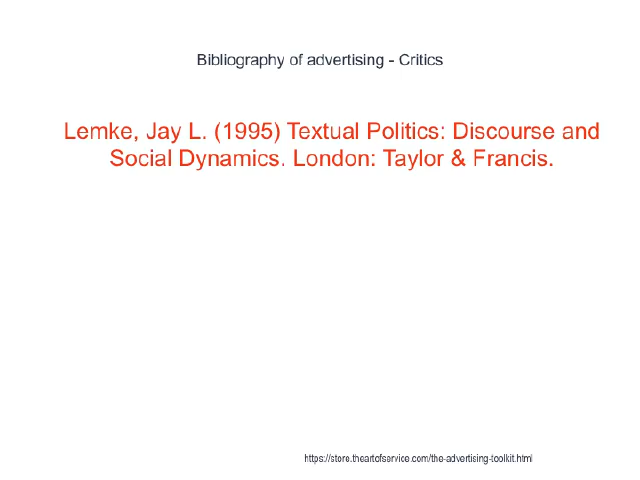 Bibliography of advertising - Critics
Lemke, Jay L. (1995) Textual Politics: Discourse and
Social Dynamics. London: Taylor & Francis.
https://store.theartofservice.com/the-advertising-toolkit.html